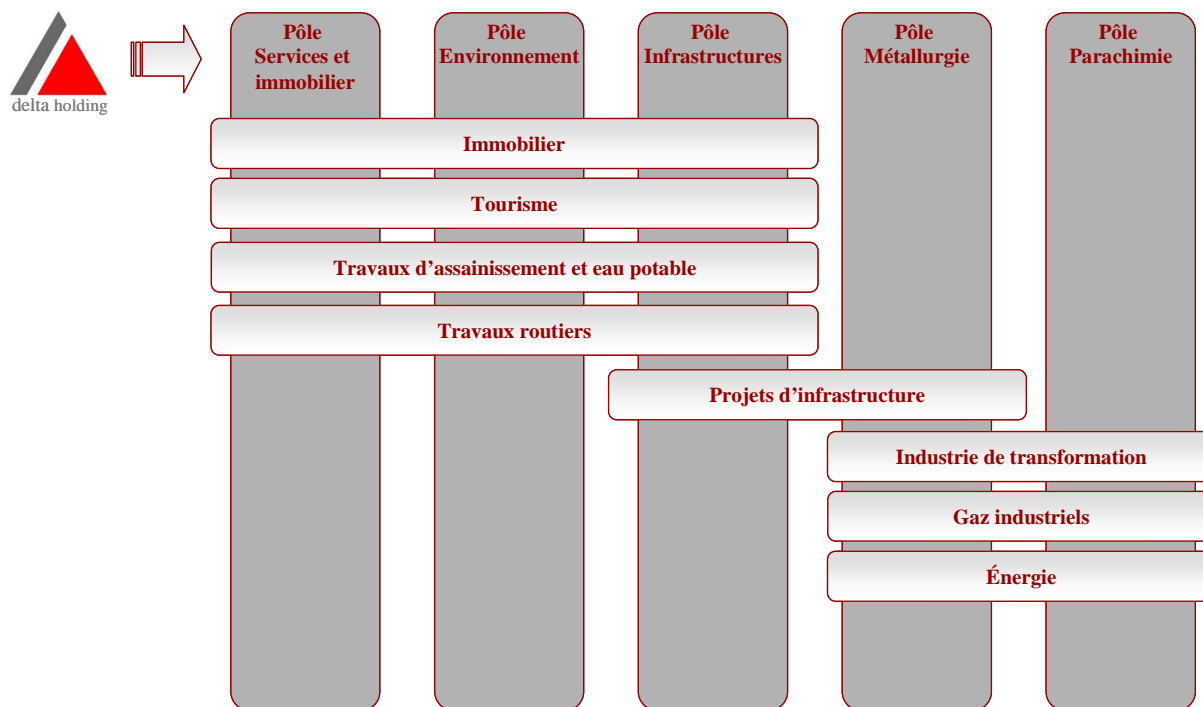 delta holding
Pôle
Services et
immobilier
Pôle
Environnement
Pôle
Infrastructures
Pôle
Métallurgie
Pôle
Parachimie
Immobilier
Tourisme
Travaux d’assainissement et eau potable
Travaux routiers
Projets d’infrastructure
Industrie de transformation
Gaz industriels
Énergie